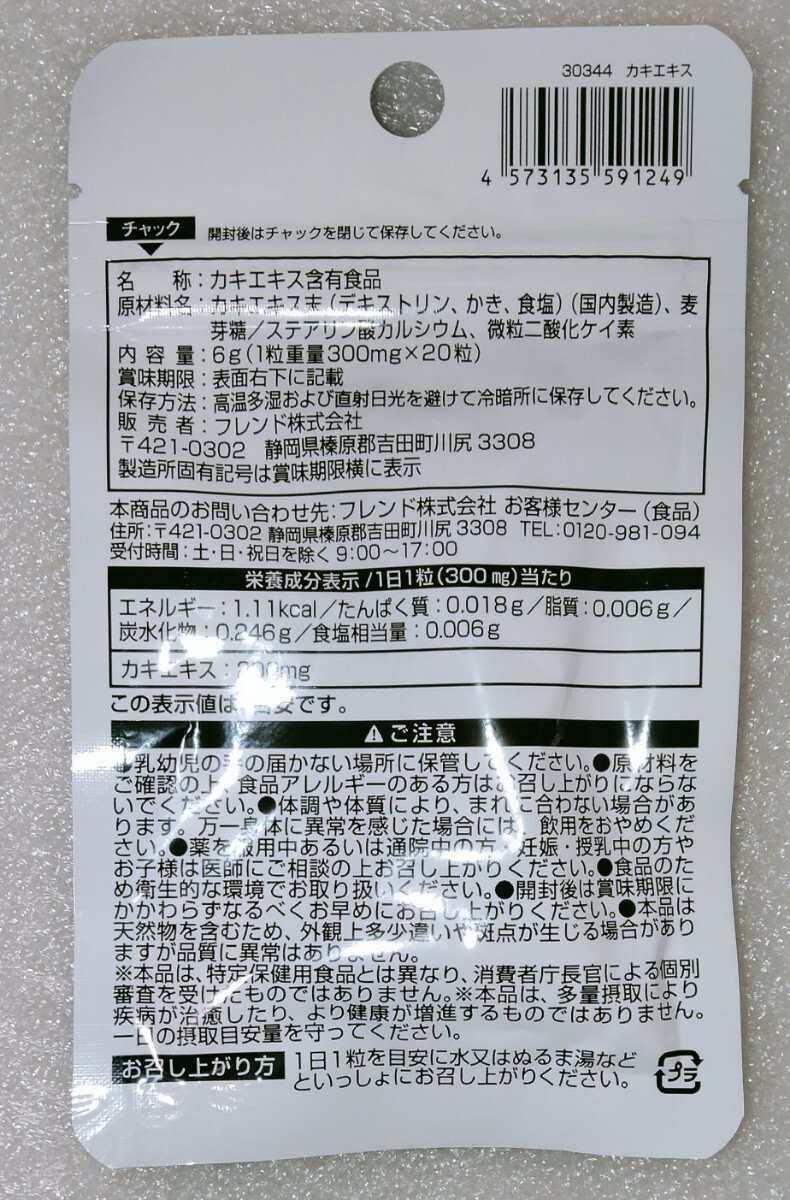 30344 カキエキス
4 573135 591249
チャック 開封後はチャックを閉じて保存してください。
名 称：カキエキス含有食品
原材料名：カキエキス末（デキストリン、かき、食塩）（国内製造）、麦
芽糖／ステアリン酸カルシウム、微粒二酸化ケイ素
内容量：6g（1粒重量300mg×20粒）
賞味期限：表面右下に記載
保存方法：高温多湿および直射日光を避けて冷暗所に保存してください。
販売者：フレンド株式会社
〒421-0302 静岡県榛原郡吉田町川尻 3308
製造所固有記号は賞味期限横に表示
本商品のお問い合わせ先：フレンド株式会社 お客様センター（食品）
住所：〒421-0302 静岡県榛原郡吉田町川尻 3308 TEL：0120-981-094
受付時間：土・日・祝日を除く 9：00～17：00
栄養成分表示／1日1粒（300㎎）当たり
エネルギー：1.11kcal／たんぱく質：0.018g／脂質：0.006g／
炭水化物：0.246g／食塩相当量：0.006g
カキエキス：
この表示値は、目安です。
⚠ご注意
●乳幼児の手の届かない場所に保管してください。●原材料を
ご確認の上、食品アレルギーのある方はお召し上がりにならな
いでください。●体調や体質により、まれに合わない場合があ
ります。万一身体に異常を感じた場合には、飲用をおやめくだ
さい。●薬を服用中あるいは通院中の方、妊娠・授乳中の方や
お子様は医師にご相談の上お召し上がりください。●食品のた
め衛生的な環境でお取り扱いください。●開封後は賞味期限に
かかわらずなるべくお早めにお召し上がりください。●本品は
天然物を含むため、外観上多少違いや斑点が生じる場合があり
ますが品質に異常はありません。
※本品は、特定保健用食品とは異なり、消費者庁長官による個別
審査を受けたものではありません。※本品は、多量摂取により
疾病が治癒したり、より健康が増進するものではありません。
一日の摂取目安量を守ってください。
お召し上がり方 1日1粒を目安に水又はぬるま湯など
といっしょにお召し上がりください。
プラ